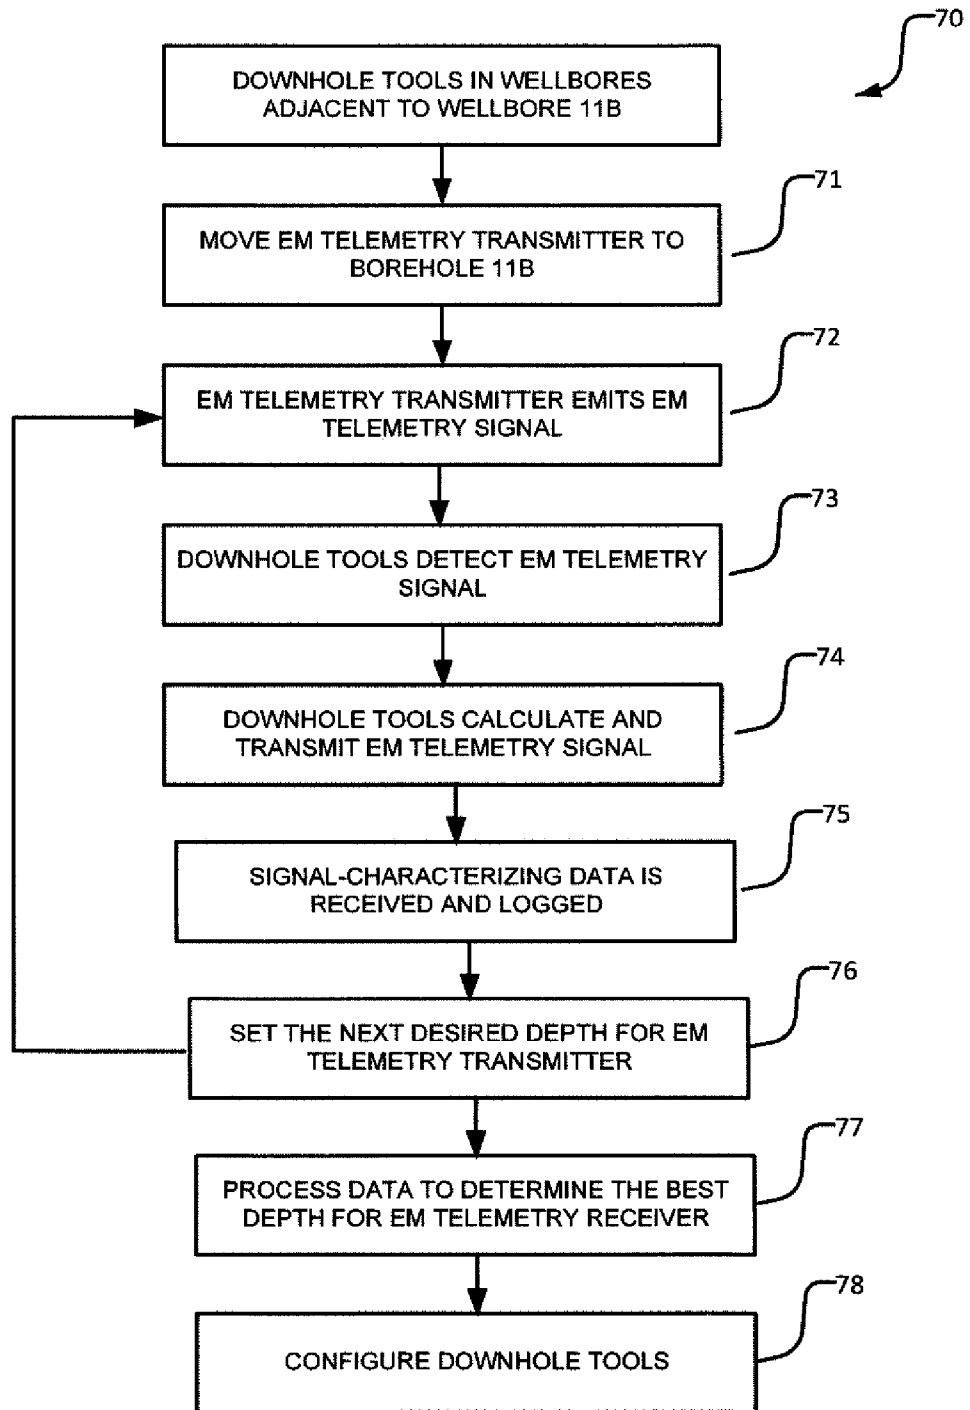 70
DOWNHOLE TOOLS IN WELLBORES
ADJACENT TO WELLBORE 11B
71
MOVE EM TELEMETRY TRANSMITTER TO
BOREHOLE 11B
72
EM TELEMETRY TRANSMITTER EMITS EM
TELEMETRY SIGNAL
73
DOWNHOLE TOOLS DETECT EM TELEMETRY
SIGNAL
74
DOWNHOLE TOOLS CALCULATE AND
TRANSMIT EM TELEMETRY SIGNAL
75
SIGNAL-CHARACTERIZING DATA IS
RECEIVED AND LOGGED
76
SET THE NEXT DESIRED DEPTH FOR EM
TELEMETRY TRANSMITTER
77
PROCESS DATA TO DETERMINE THE BEST
DEPTH FOR EM TELEMETRY RECEIVER
78
CONFIGURE DOWNHOLE TOOLS